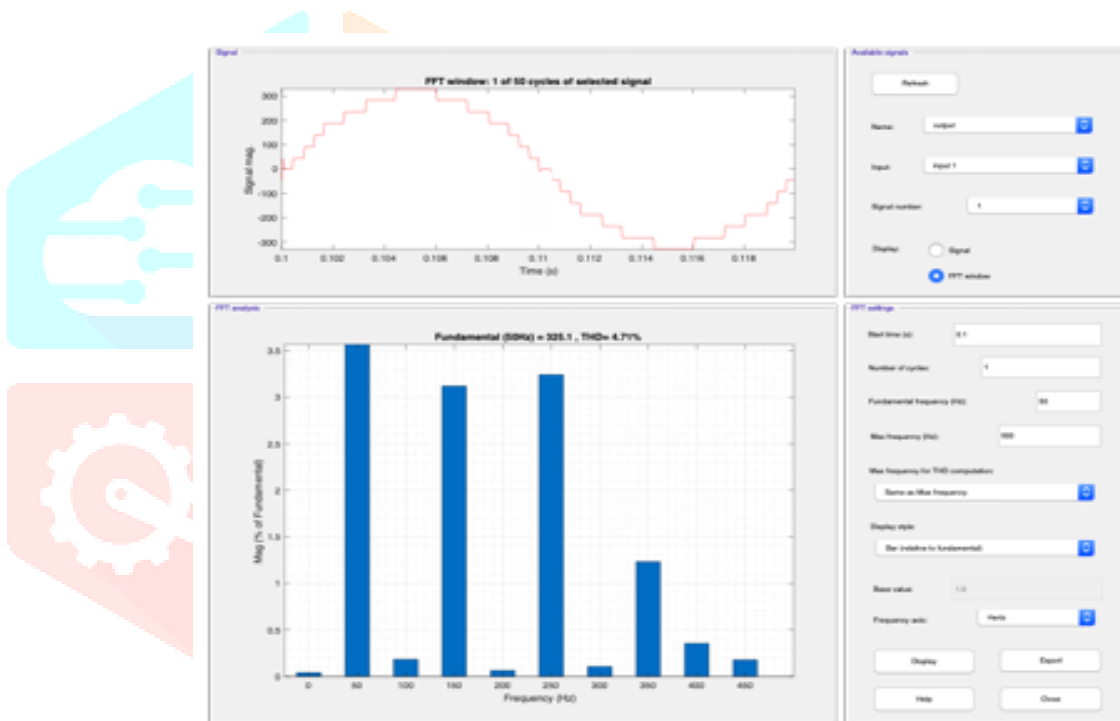 Signal
FFT window: 1 of 50 cycles of selected signal
300
200
100
0
-100
-200
-300
Signal mag.
0.1 0.102 0.104 0.106 0.108 0.11 0.112 0.114 0.116 0.118
Time (s)
Available signals
Refresh
Name: output
Input: input 1
Signal number: 1
Display: Signal
FFT window
FFT analysis
Fundamental (50Hz) = 325.1 , THD= 4.71%
3.5
3
2.5
2
1.5
1
0.5
0
Mag (% of Fundamental)
0 50 100 150 200 250 300 350 400 450
Frequency (Hz)
FFT settings
Start time (s): 0.1
Number of cycles: 1
Fundamental frequency (Hz): 50
Max frequency (Hz): 500
Max frequency for THD computation:
Same as Max frequency
Display style:
Bar (relative to fundamental)
Base value: 1.0
Frequency axis: Hertz
Display Export
Help Close